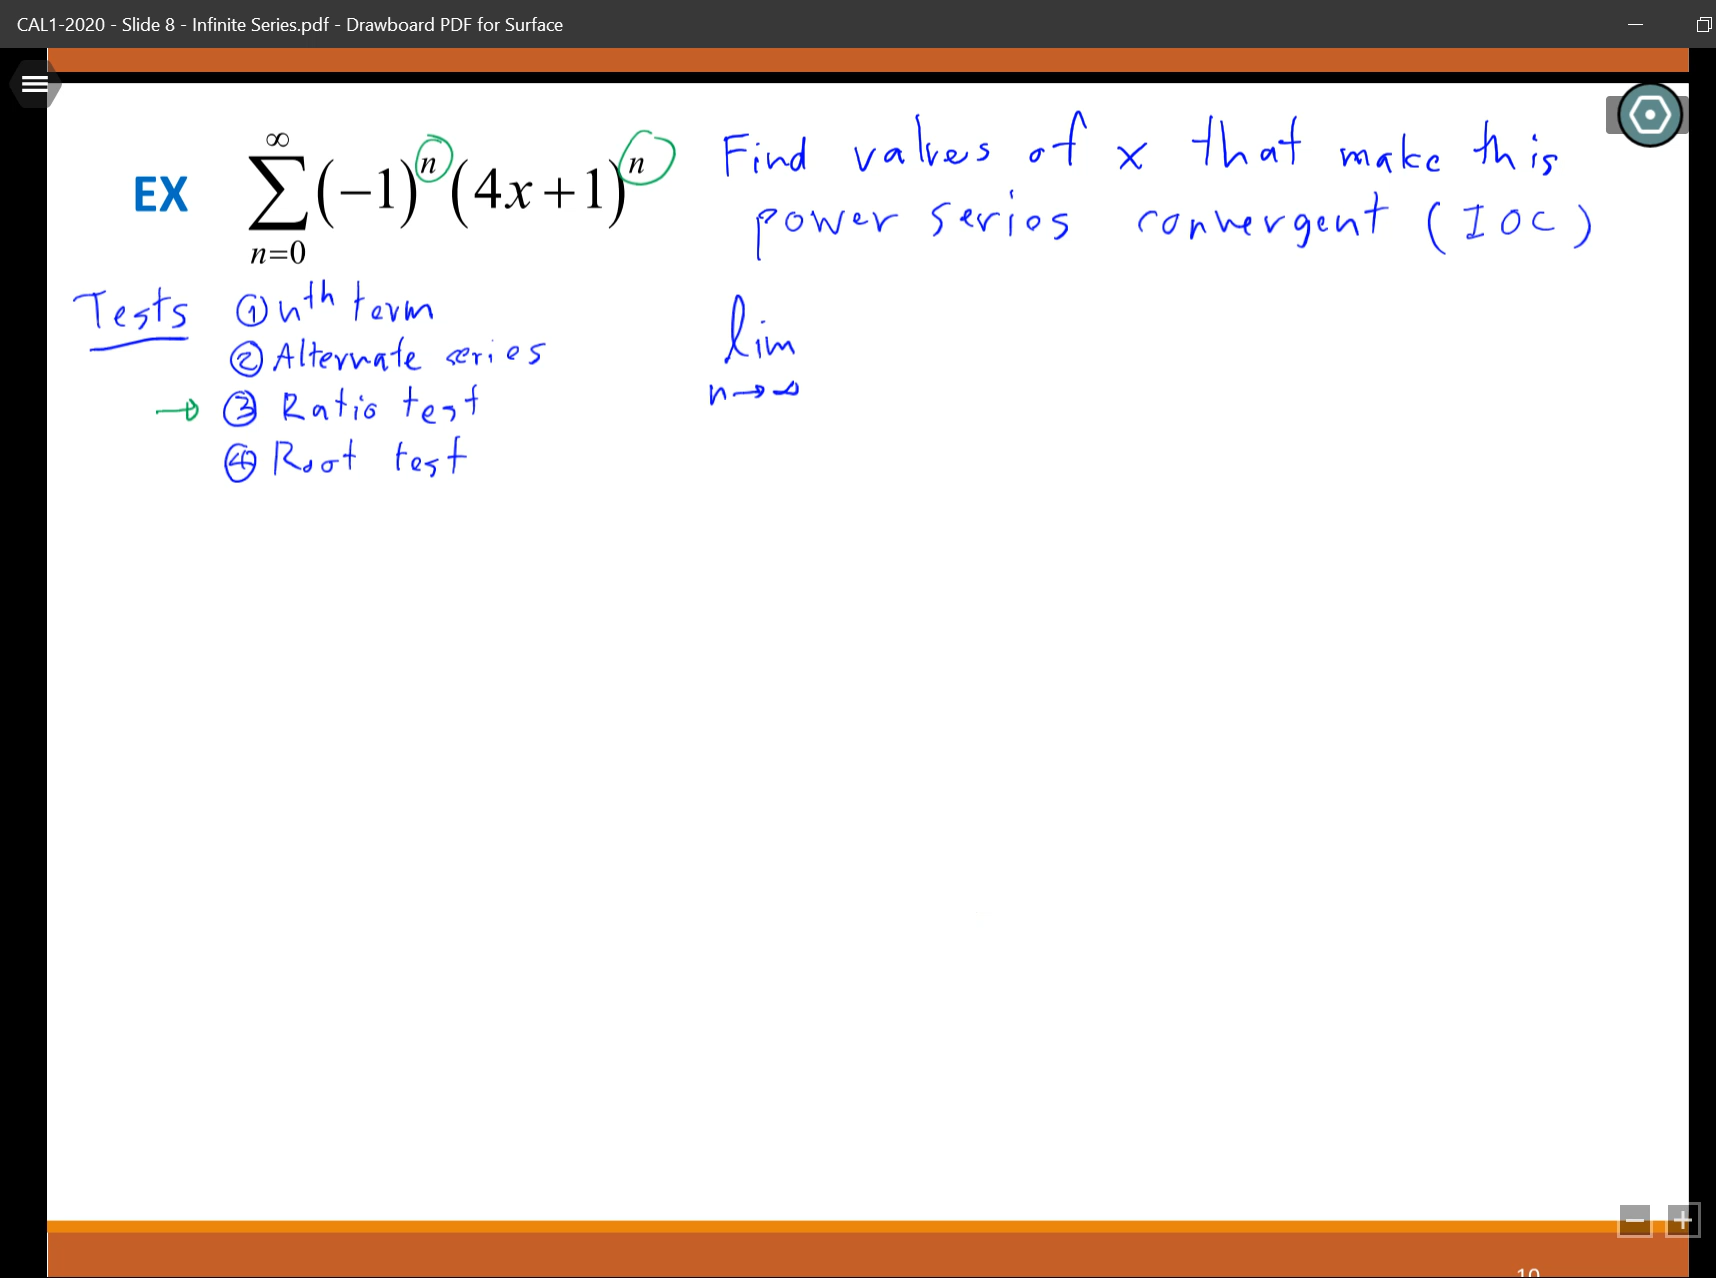 CAL1-2020 - Slide 8 - Infinite Series.pdf - Drawboard PDF for Surface
EX ∑_{n=0}^{∞} (−1)^n (4x+1)^n
Find values of x that make this
power series convergent (IOC)
Tests ① nth term
② Alternate series
→ ③ Ratio test
④ Root test
lim
n→∞
10